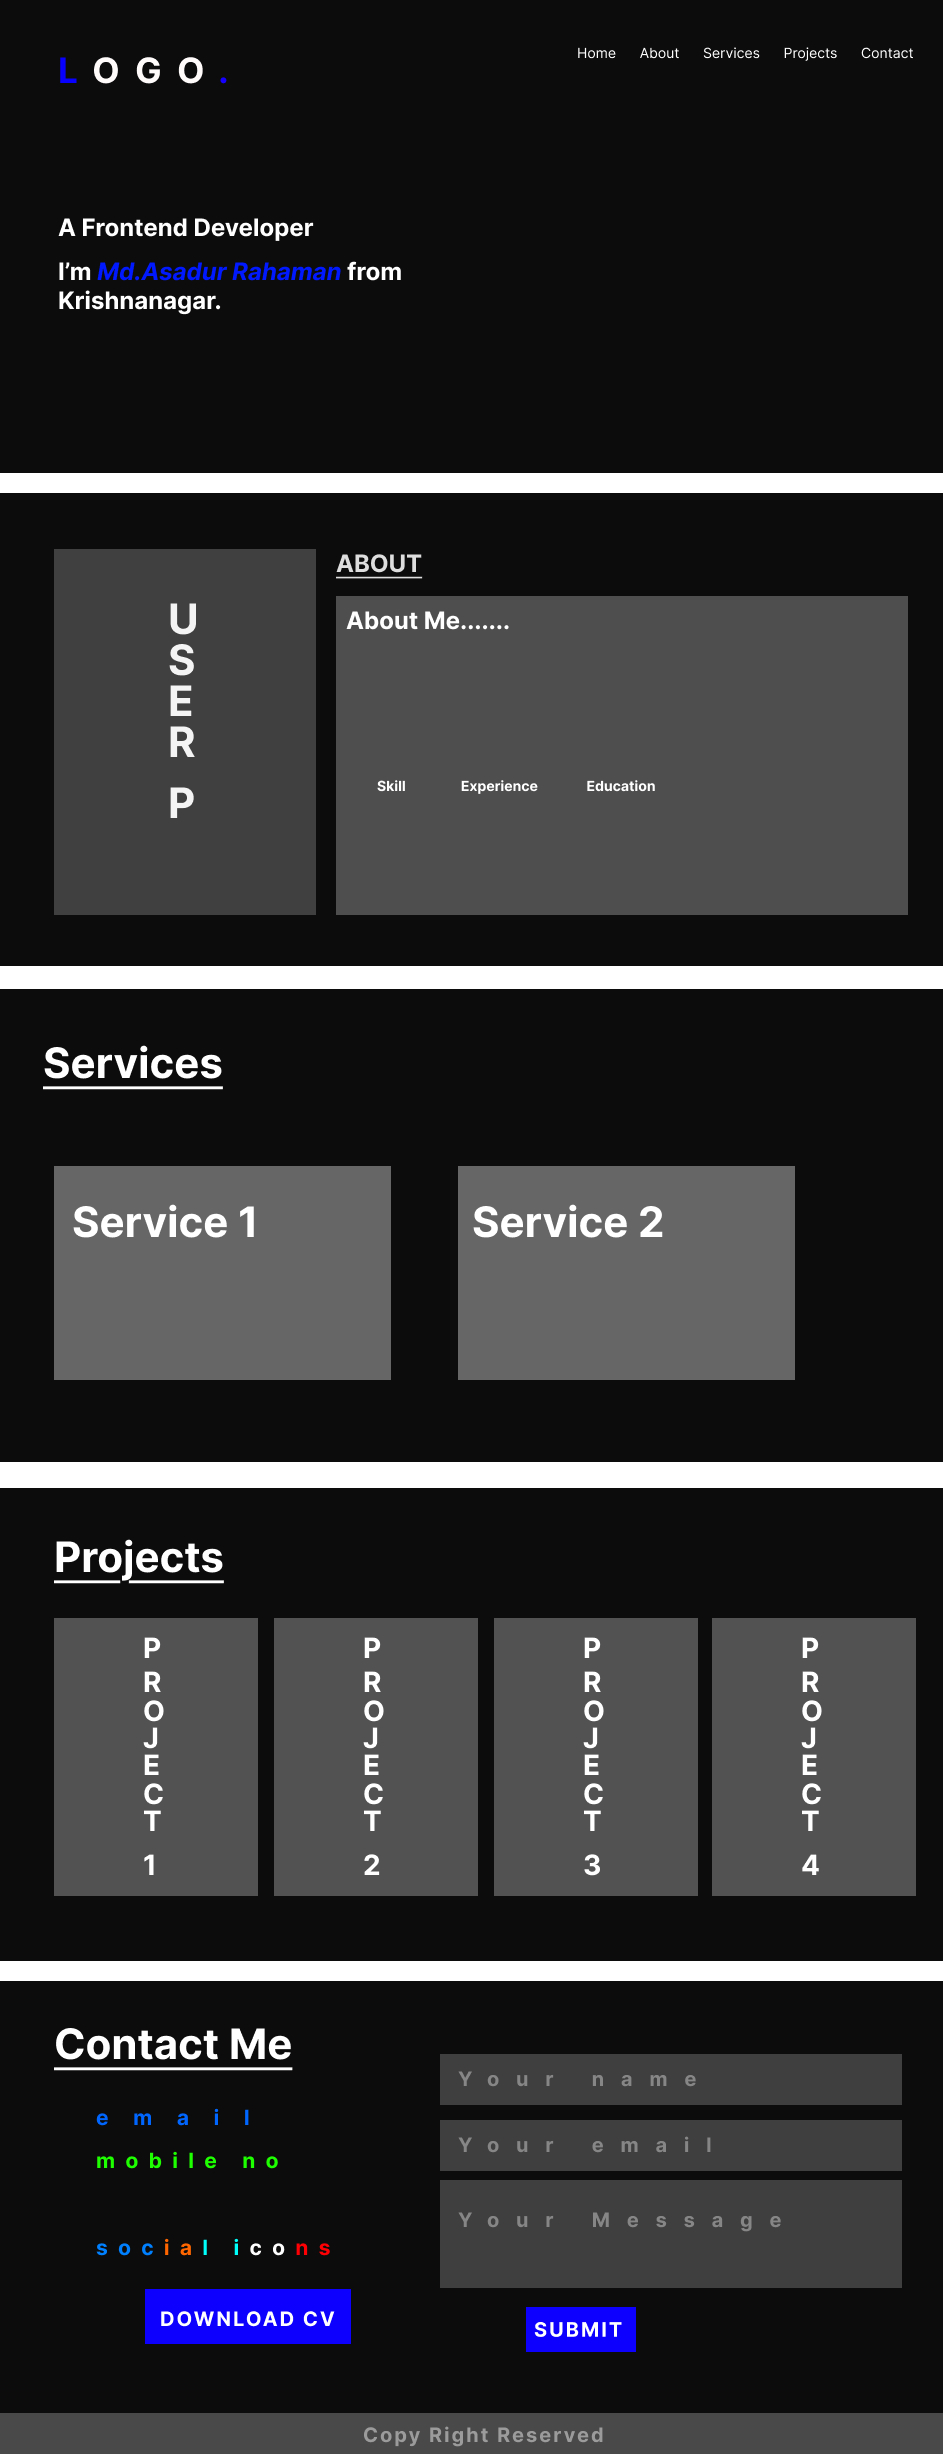 LOGO.
Home About Services Projects Contact
A Frontend Developer
I’m Md.Asadur Rahaman from
Krishnanagar.
USER P
ABOUT
About Me.......
Skill Experience Education
Services
Service 1 Service 2
Projects
PROJECT 1
PROJECT 2
PROJECT 3
PROJECT 4
Contact Me
email
mobile no
social icons
DOWNLOAD CV
Your name
Your email
Your Message
SUBMIT
Copy Right Reserved